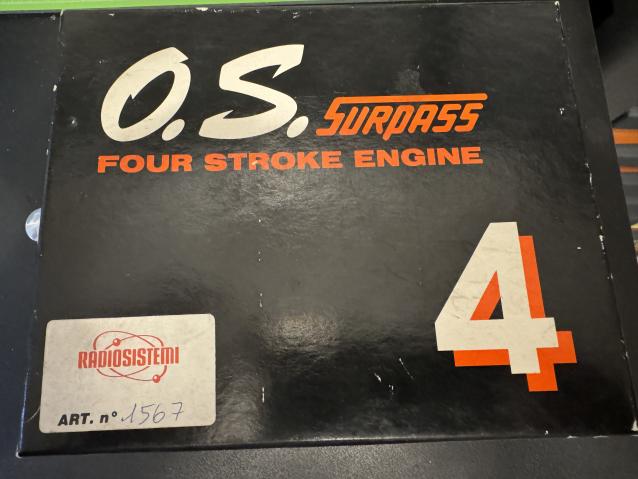 O.S. SURPASS
FOUR STROKE ENGINE
4
RADIOSISTEMI
ART. n° 1567